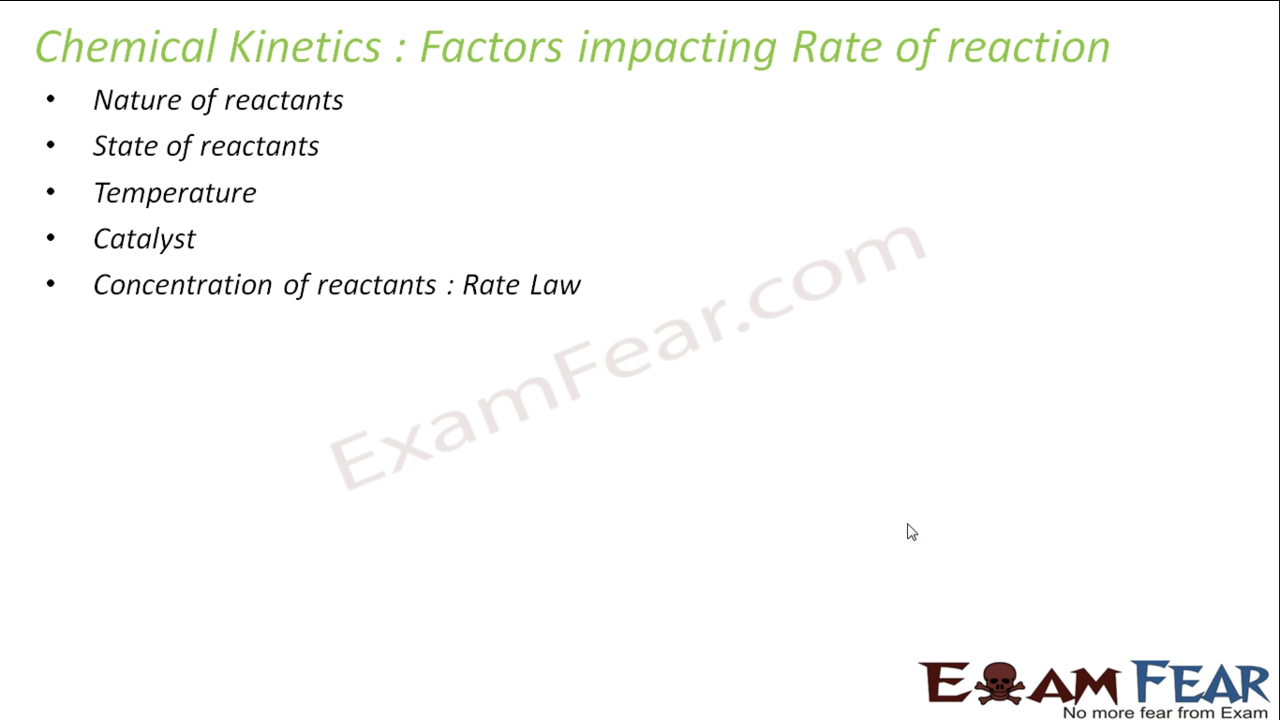 Chemical Kinetics : Factors impacting Rate of reaction
• Nature of reactants
• State of reactants
• Temperature
• Catalyst
• Concentration of reactants : Rate Law
ExamFear.com
EXAM FEAR
No more fear from Exam